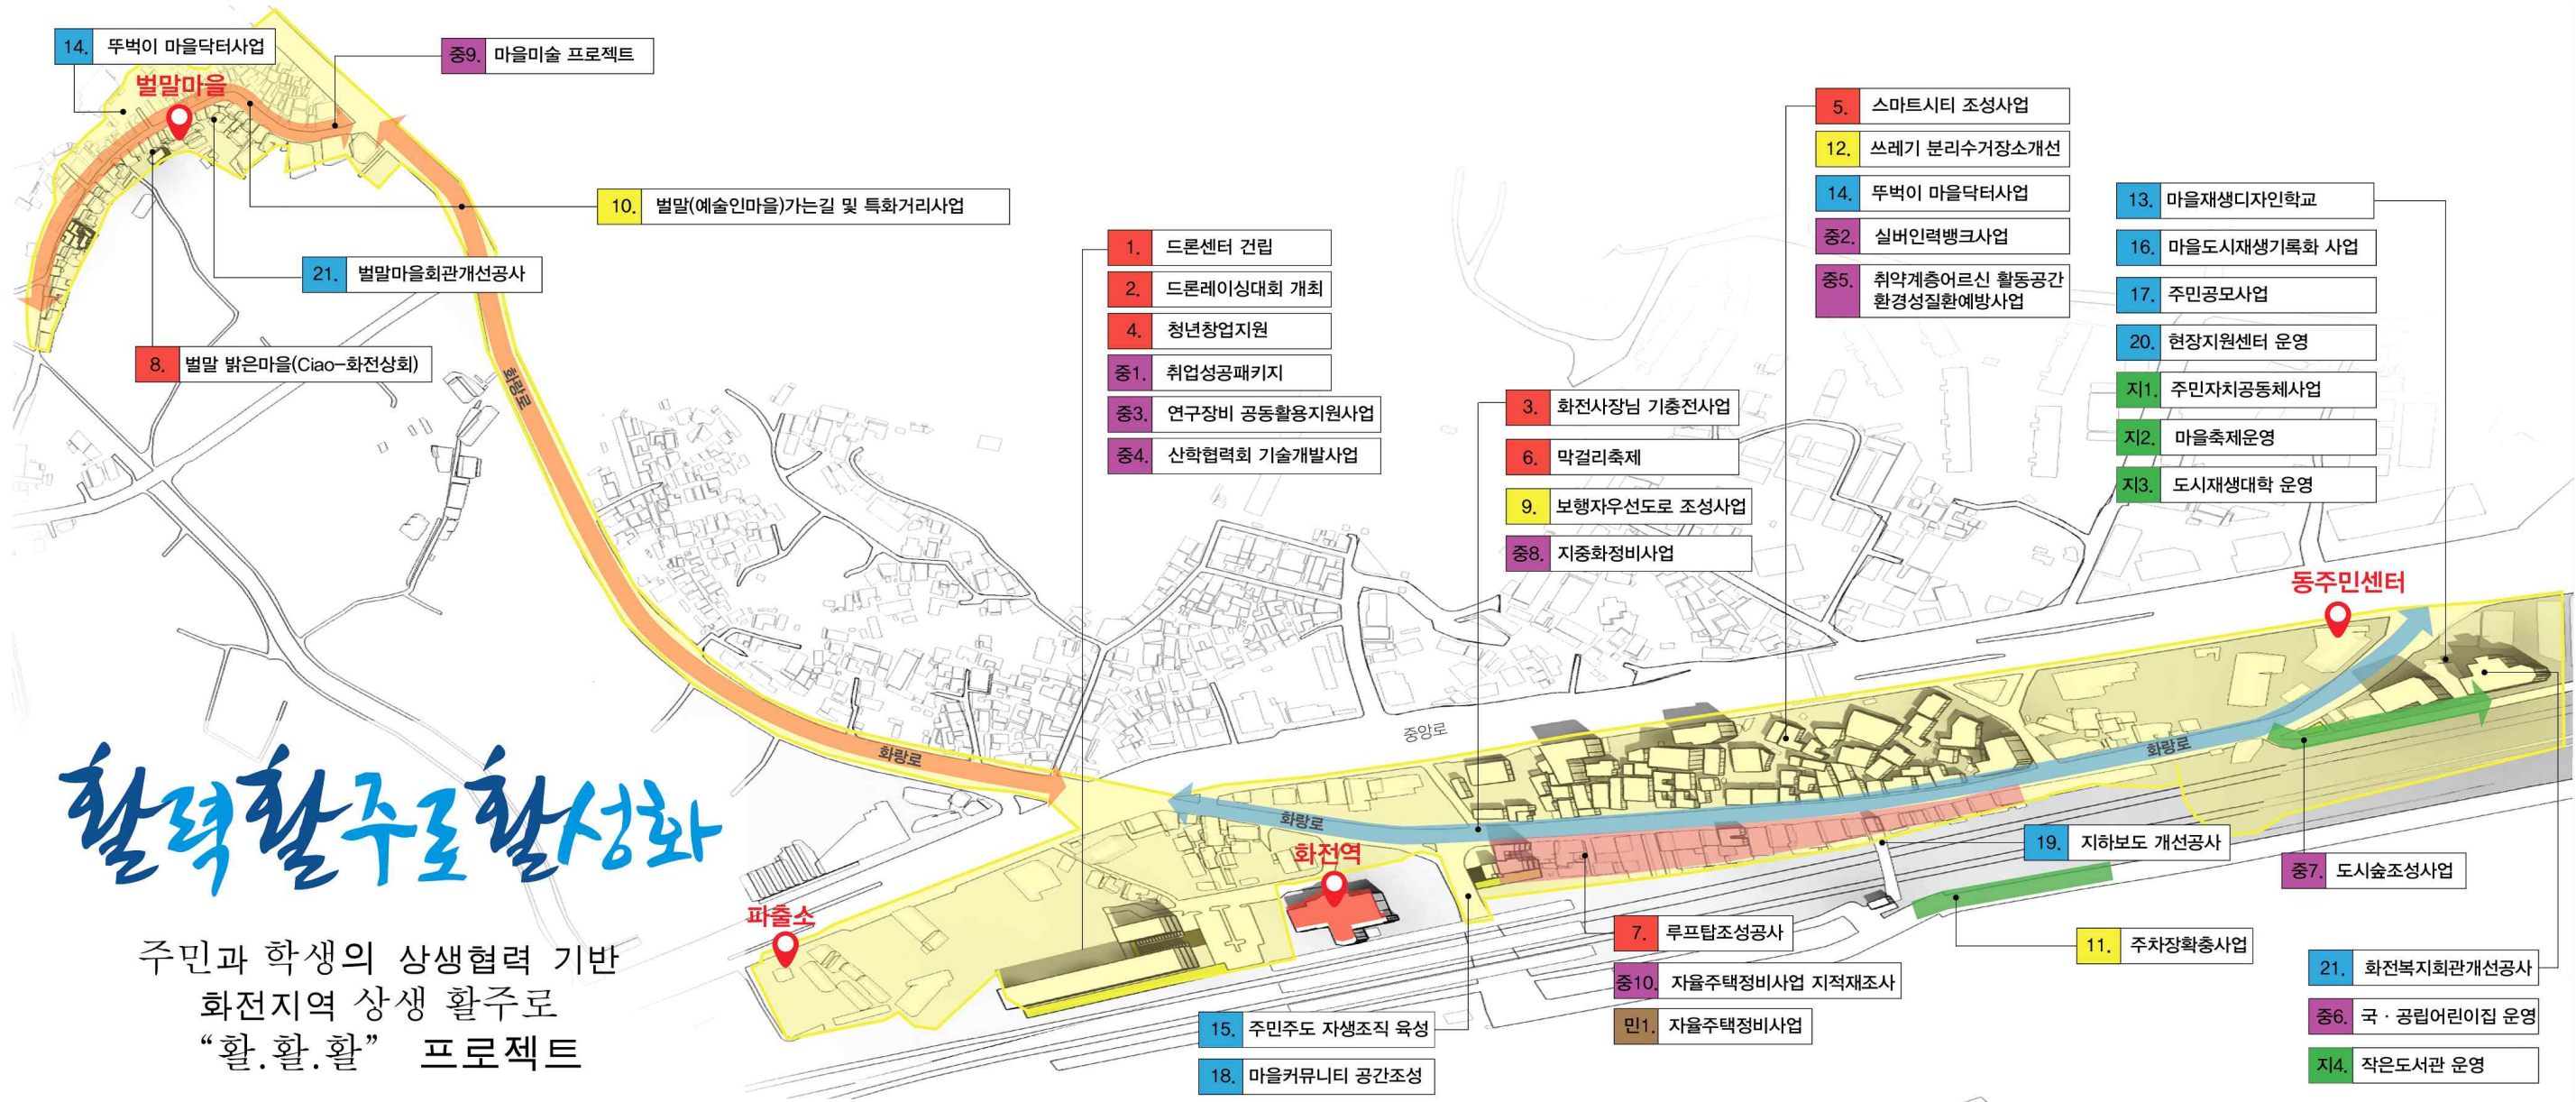 14. 뚜벅이 마을닥터사업
벌말마을
중9. 마을미술 프로젝트
10. 벌말(예술인마을)가는길 및 특화거리사업
21. 벌말마을회관개선공사
8. 벌말 밝은마을(Ciao-화전상회)
화랑로
1. 드론센터 건립
2. 드론레이싱대회 개최
4. 청년창업지원
중1. 취업성공패키지
중3. 연구장비 공동활용지원사업
중4. 산학협력회 기술개발사업
3. 화전사장님 기충전사업
6. 막걸리축제
9. 보행자우선도로 조성사업
중8. 지중화정비사업
5. 스마트시티 조성사업
12. 쓰레기 분리수거장소개선
14. 뚜벅이 마을닥터사업
중2. 실버인력뱅크사업
중5. 취약계층어르신 활동공간
환경성질환예방사업
13. 마을재생디자인학교
16. 마을도시재생기록화 사업
17. 주민공모사업
20. 현장지원센터 운영
지1. 주민자치공동체사업
지2. 마을축제운영
지3. 도시재생대학 운영
동주민센터
중앙로
화랑로
화랑로
화랑로
화전역
파출소
19. 지하보도 개선공사
중7. 도시숲조성사업
7. 루프탑조성공사
중10. 자율주택정비사업 지적재조사
민1. 자율주택정비사업
11. 주차장확충사업
15. 주민주도 자생조직 육성
18. 마을커뮤니티 공간조성
21. 화전복지회관개선공사
중6. 국·공립어린이집 운영
지4. 작은도서관 운영
활력활주로활성화
주민과 학생의 상생협력 기반
화전지역 상생 활주로
“활.활.활” 프로젝트